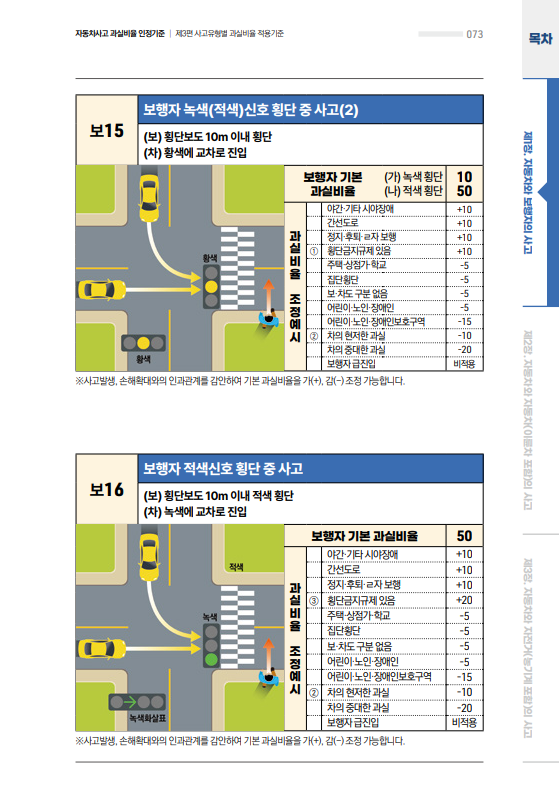 자동차사고 과실비율 인정기준 | 제3편 사고유형별 과실비율 적용기준
073
목차
제1장. 자동차와 보행자의 사고
제2장. 자동차와 자동차(이륜차 포함)의 사고
제3장. 자동차와 자전거(농기계 포함)의 사고
보15
보행자 녹색(적색)신호 횡단 중 사고(2)
(보) 횡단보도 10m 이내 횡단
(차) 황색에 교차로 진입
황색
황색
보행자 기본 과실비율
(가) 녹색 횡단 10
(나) 적색 횡단 50
과실비율 조정예시
야간·기타 시야장애 +10
간선도로 +10
정지·후퇴·ㄹ자 보행 +10
① 횡단금지규제 있음 +10
주택·상점가·학교 -5
집단횡단 -5
보·차도 구분 없음 -5
어린이·노인·장애인 -5
어린이·노인·장애인보호구역 -15
② 차의 현저한 과실 -10
차의 중대한 과실 -20
보행자 급진입 비적용
※사고발생, 손해확대와의 인과관계를 감안하여 기본 과실비율을 가(+), 감(-) 조정 가능합니다.
보16
보행자 적색신호 횡단 중 사고
(보) 횡단보도 10m 이내 적색 횡단
(차) 녹색에 교차로 진입
적색
녹색
녹색화살표
보행자 기본 과실비율 50
과실비율 조정예시
야간·기타 시야장애 +10
간선도로 +10
정지·후퇴·ㄹ자 보행 +10
③ 횡단금지규제 있음 +20
주택·상점가·학교 -5
집단횡단 -5
보·차도 구분 없음 -5
어린이·노인·장애인 -5
어린이·노인·장애인보호구역 -15
② 차의 현저한 과실 -10
차의 중대한 과실 -20
보행자 급진입 비적용
※사고발생, 손해확대와의 인과관계를 감안하여 기본 과실비율을 가(+), 감(-) 조정 가능합니다.